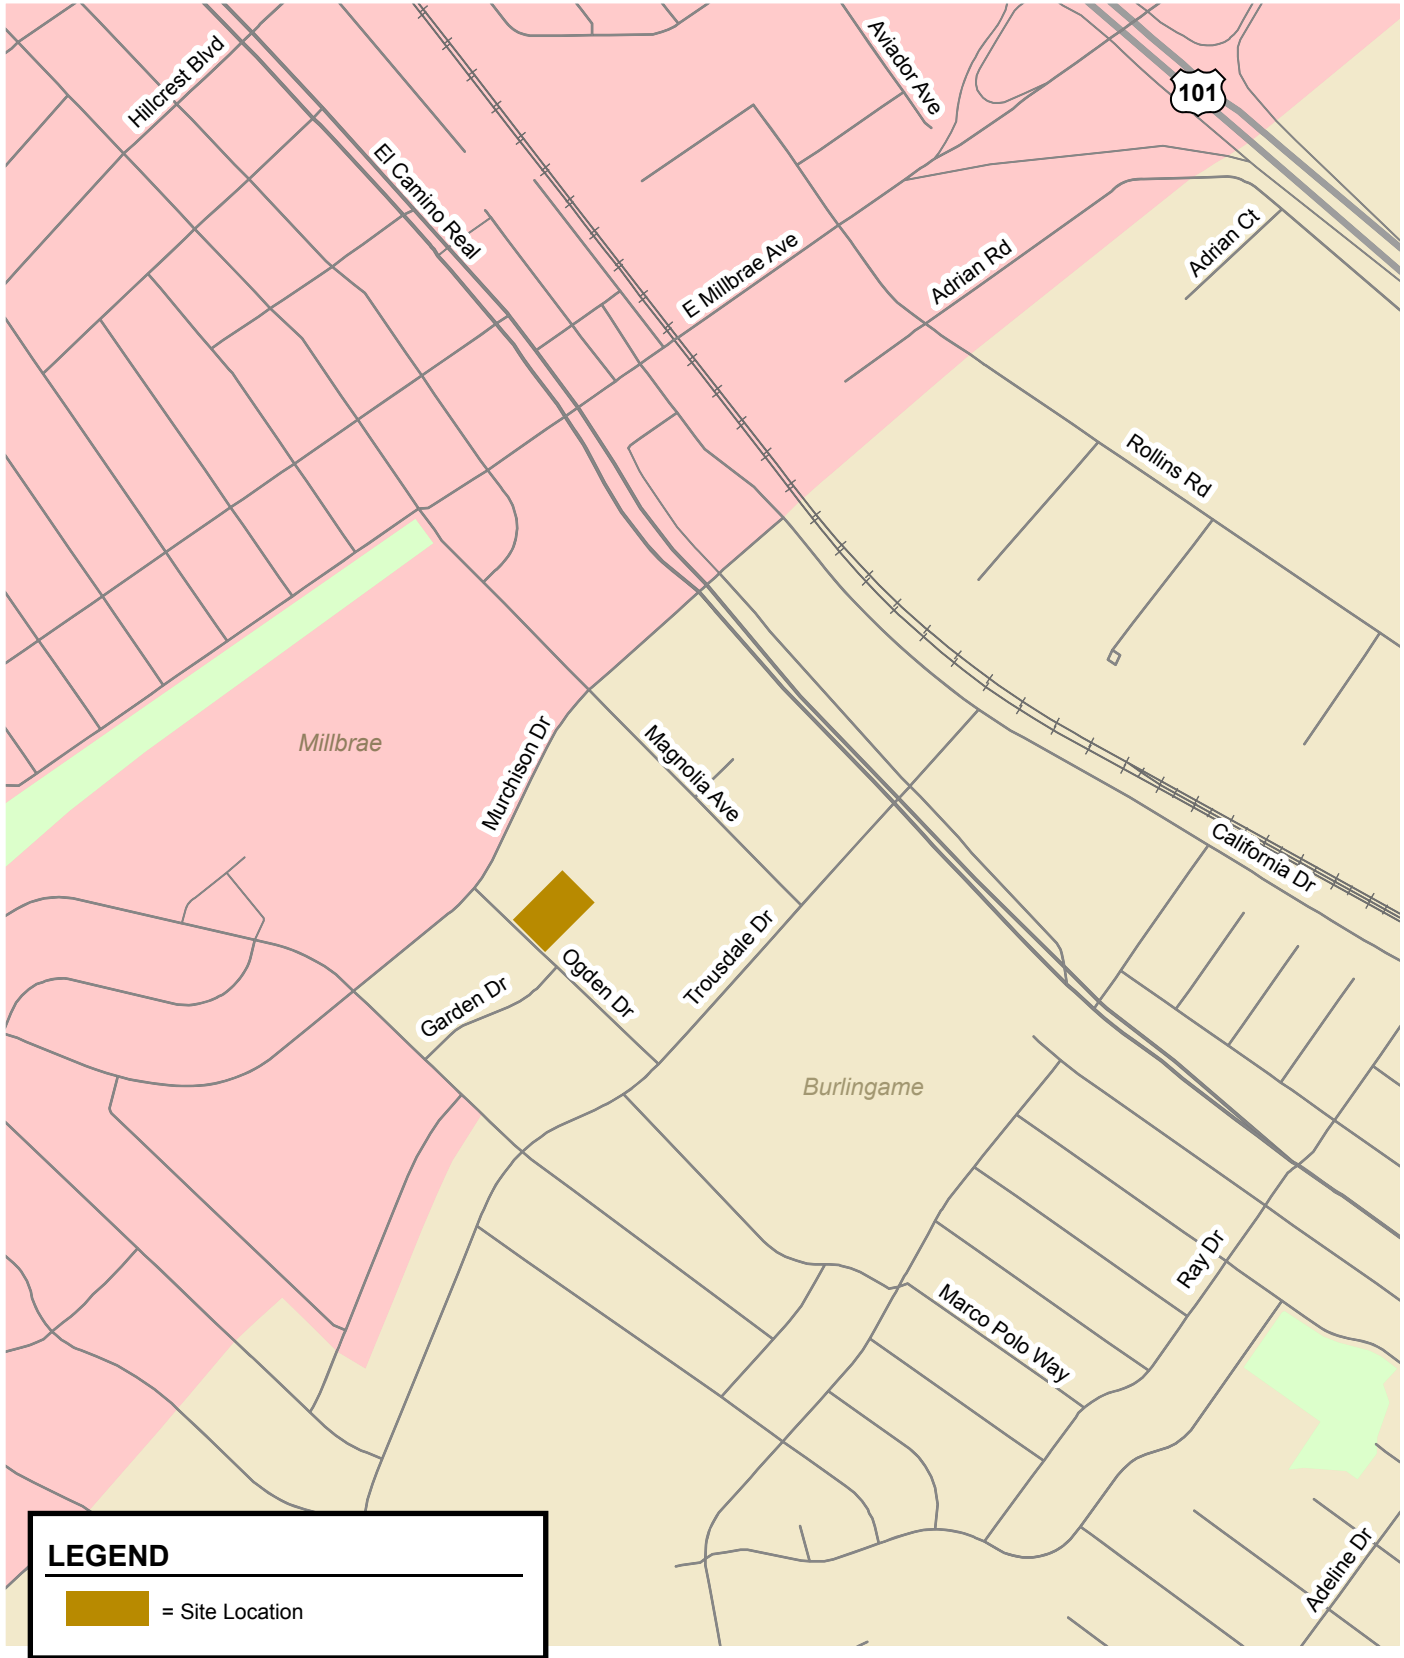 Hillcrest Blvd
Aviador Ave
101
El Camino Real
E Millbrae Ave
Adrian Rd
Adrian Ct
Rollins Rd
Millbrae
Murchison Dr
Magnolia Ave
California Dr
Trousdale Dr
Ogden Dr
Garden Dr
Burlingame
Ray Dr
Marco Polo Way
Adeline Dr
LEGEND
= Site Location